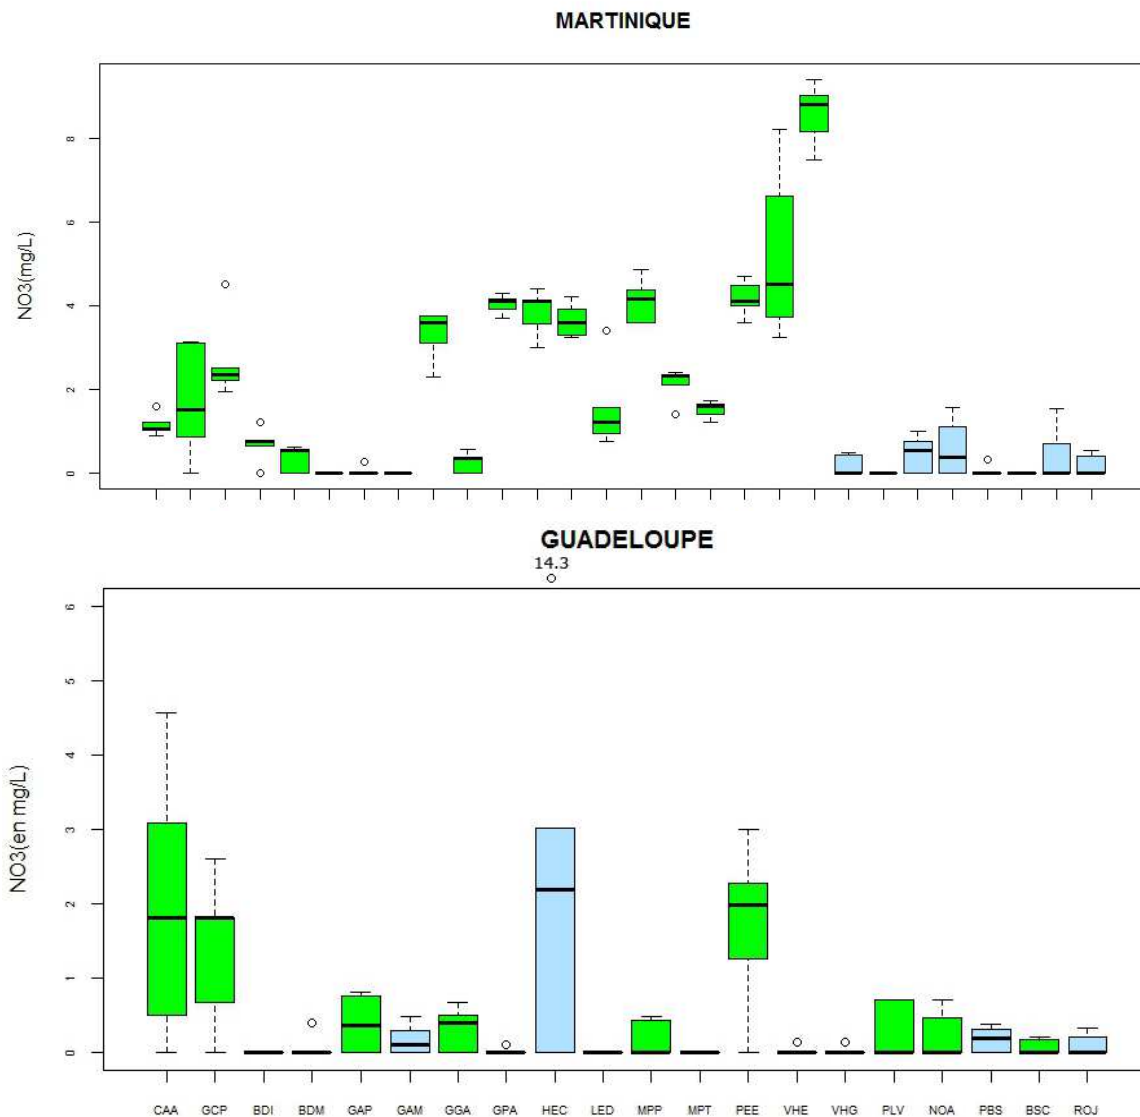 MARTINIQUE
NO3(mg/L)
8
6
4
2
0
GUADELOUPE
14.3
NO3(en mg/L)
6
5
4
3
2
1
0
CAA GCP BDI BDM GAP GAM GGA GPA HEC LED MPP MPT PEE VHE VHG PLV NOA PBS BSC ROJ